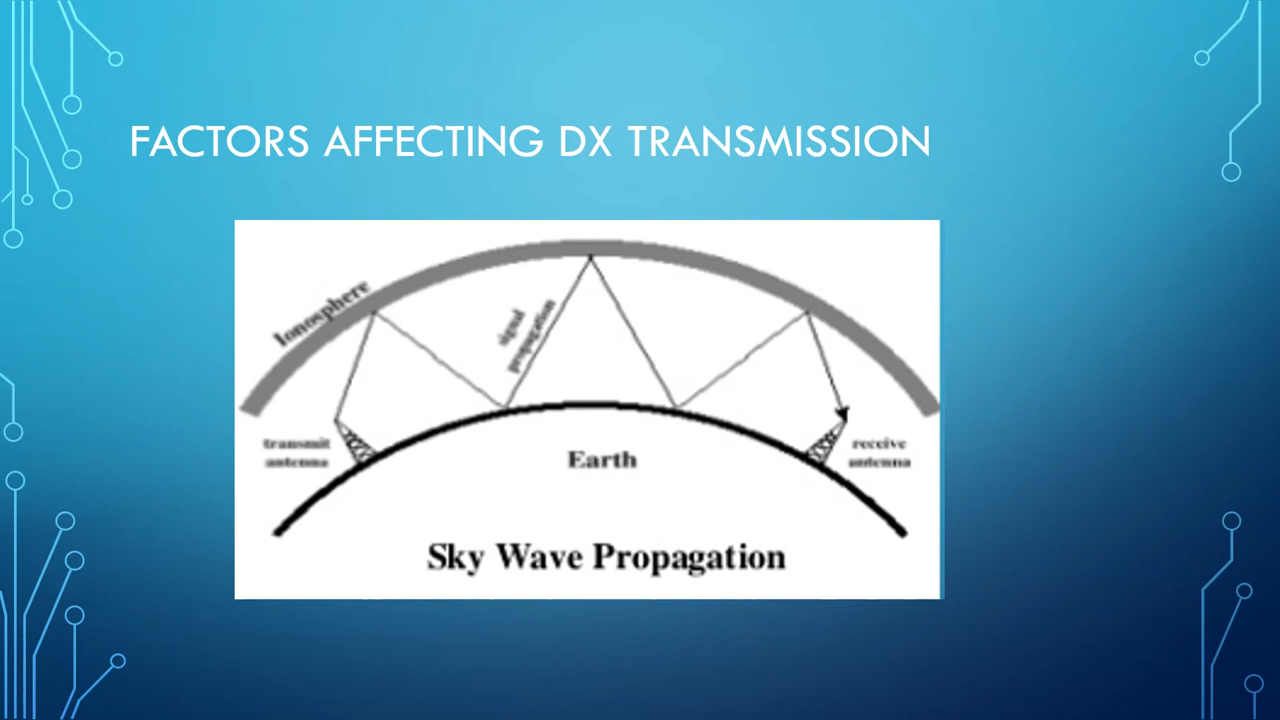 FACTORS AFFECTING DX TRANSMISSION
Ionosphere
signal
propagation
transmit
antenna
Earth
receive
antenna
Sky Wave Propagation